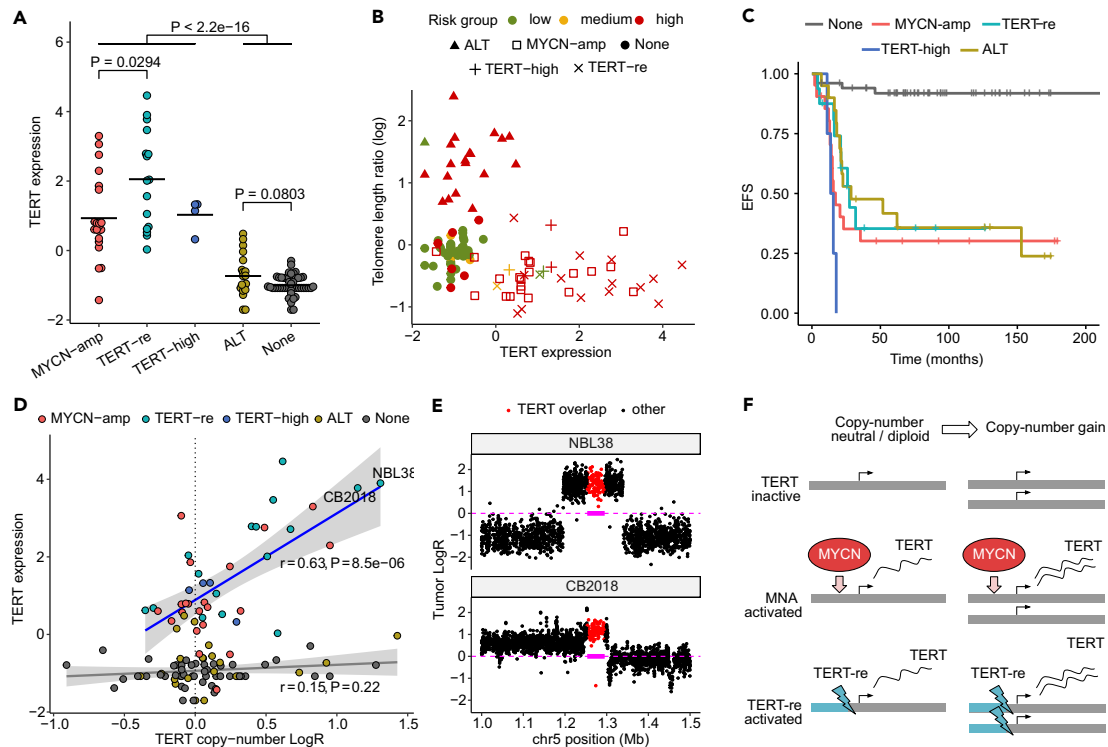 A
P < 2.2e−16
P = 0.0294
P = 0.0803
TERT expression
6
4
2
0
−2
MYCN−amp
TERT−re
TERT−high
ALT
None
B
Risk group low medium high
ALT MYCN−amp None
TERT−high TERT−re
Telomere length ratio (log)
2
1
0
−1
−2 0 2 4
TERT expression
C
None MYCN−amp TERT−re
TERT−high ALT
EFS
1.00
0.75
0.50
0.25
0.00
0 50 100 150 200
Time (months)
D
MYCN−amp TERT−re TERT−high ALT None
TERT expression
4
2
0
−2
NBL38
CB2018
r = 0.63, P = 8.5e−06
r = 0.15, P = 0.22
−1.0 −0.5 0.0 0.5 1.0 1.5
TERT copy−number LogR
E
TERT overlap other
NBL38
2
1
0
−1
−2
CB2018
2
1
0
−1
−2
Tumor LogR
1.0 1.1 1.2 1.3 1.4 1.5
chr5 position (Mb)
F
Copy-number
neutral / diploid
Copy-number gain
TERT
inactive
MYCN
TERT
MYCN
TERT
MNA
activated
TERT
TERT-re
TERT
TERT-re
TERT-re
activated